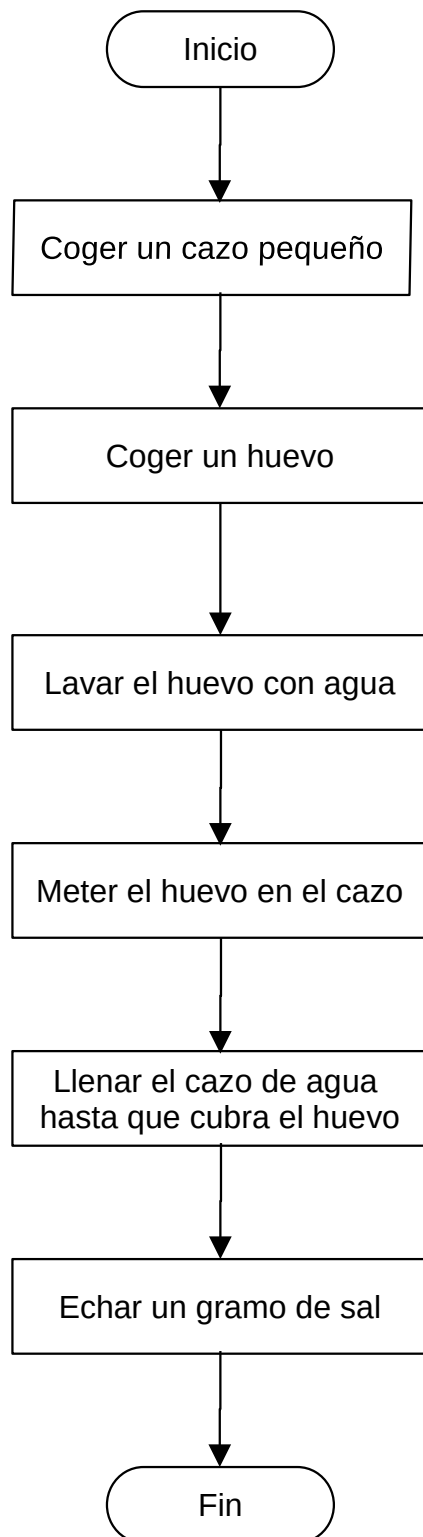 Inicio
Coger un cazo pequeño
Coger un huevo
Lavar el huevo con agua
Meter el huevo en el cazo
Llenar el cazo de agua
hasta que cubra el huevo
Echar un gramo de sal
Fin